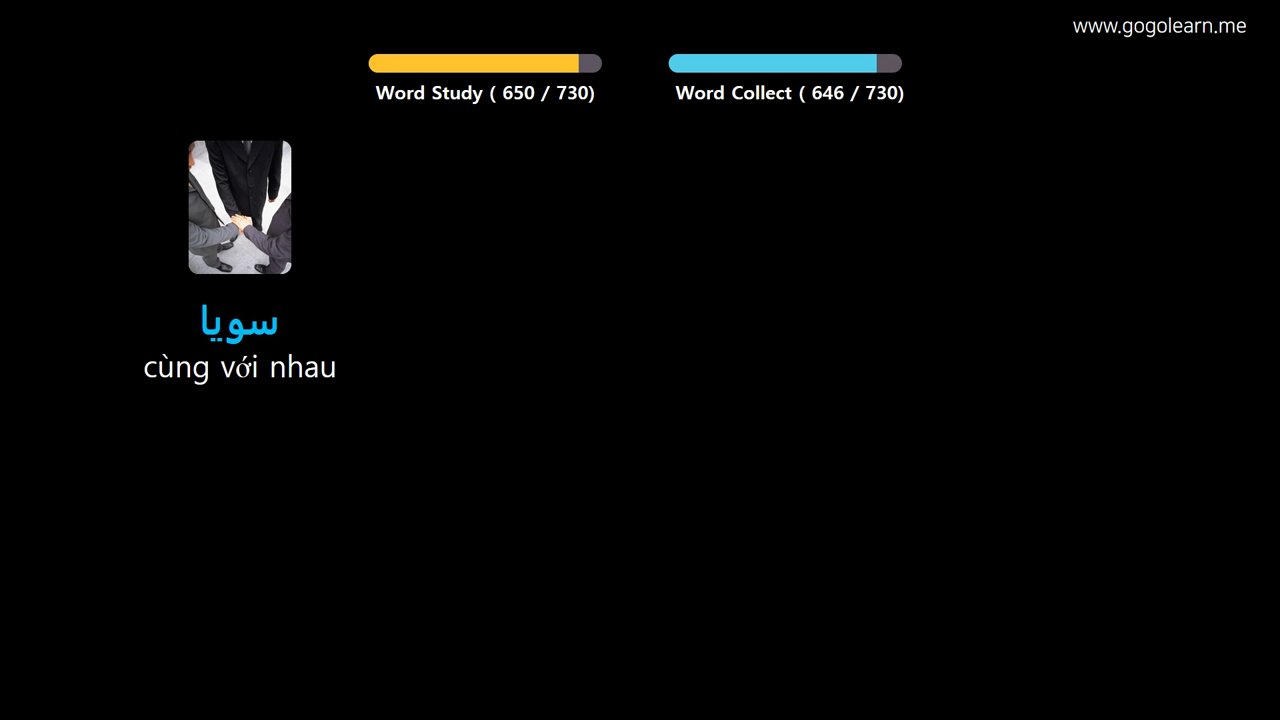 www.gogolearn.me
Word Study ( 650 / 730)
Word Collect ( 646 / 730)
سويا
cùng với nhau